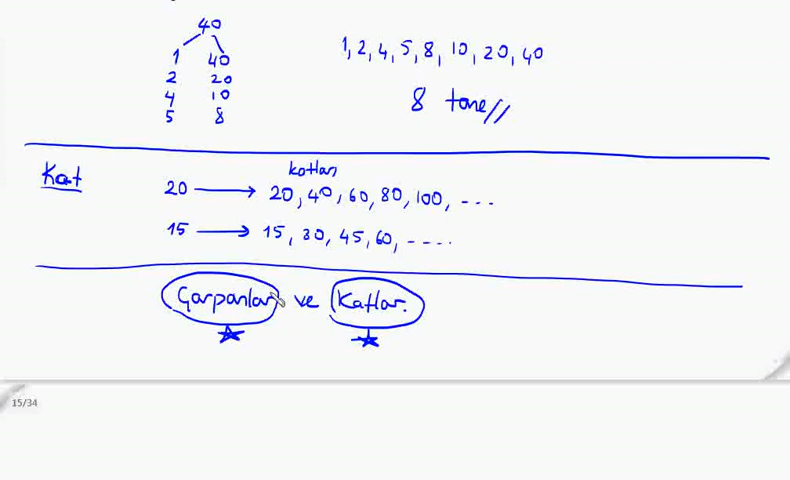 40
1 40
2 20
4 10
5 8
1, 2, 4, 5, 8, 10, 20, 40
8 tane //
Kat
katları
20 → 20, 40, 60, 80, 100, ---
15 → 15, 30, 45, 60, ----
Çarpanlar ve Katlar.
15/34